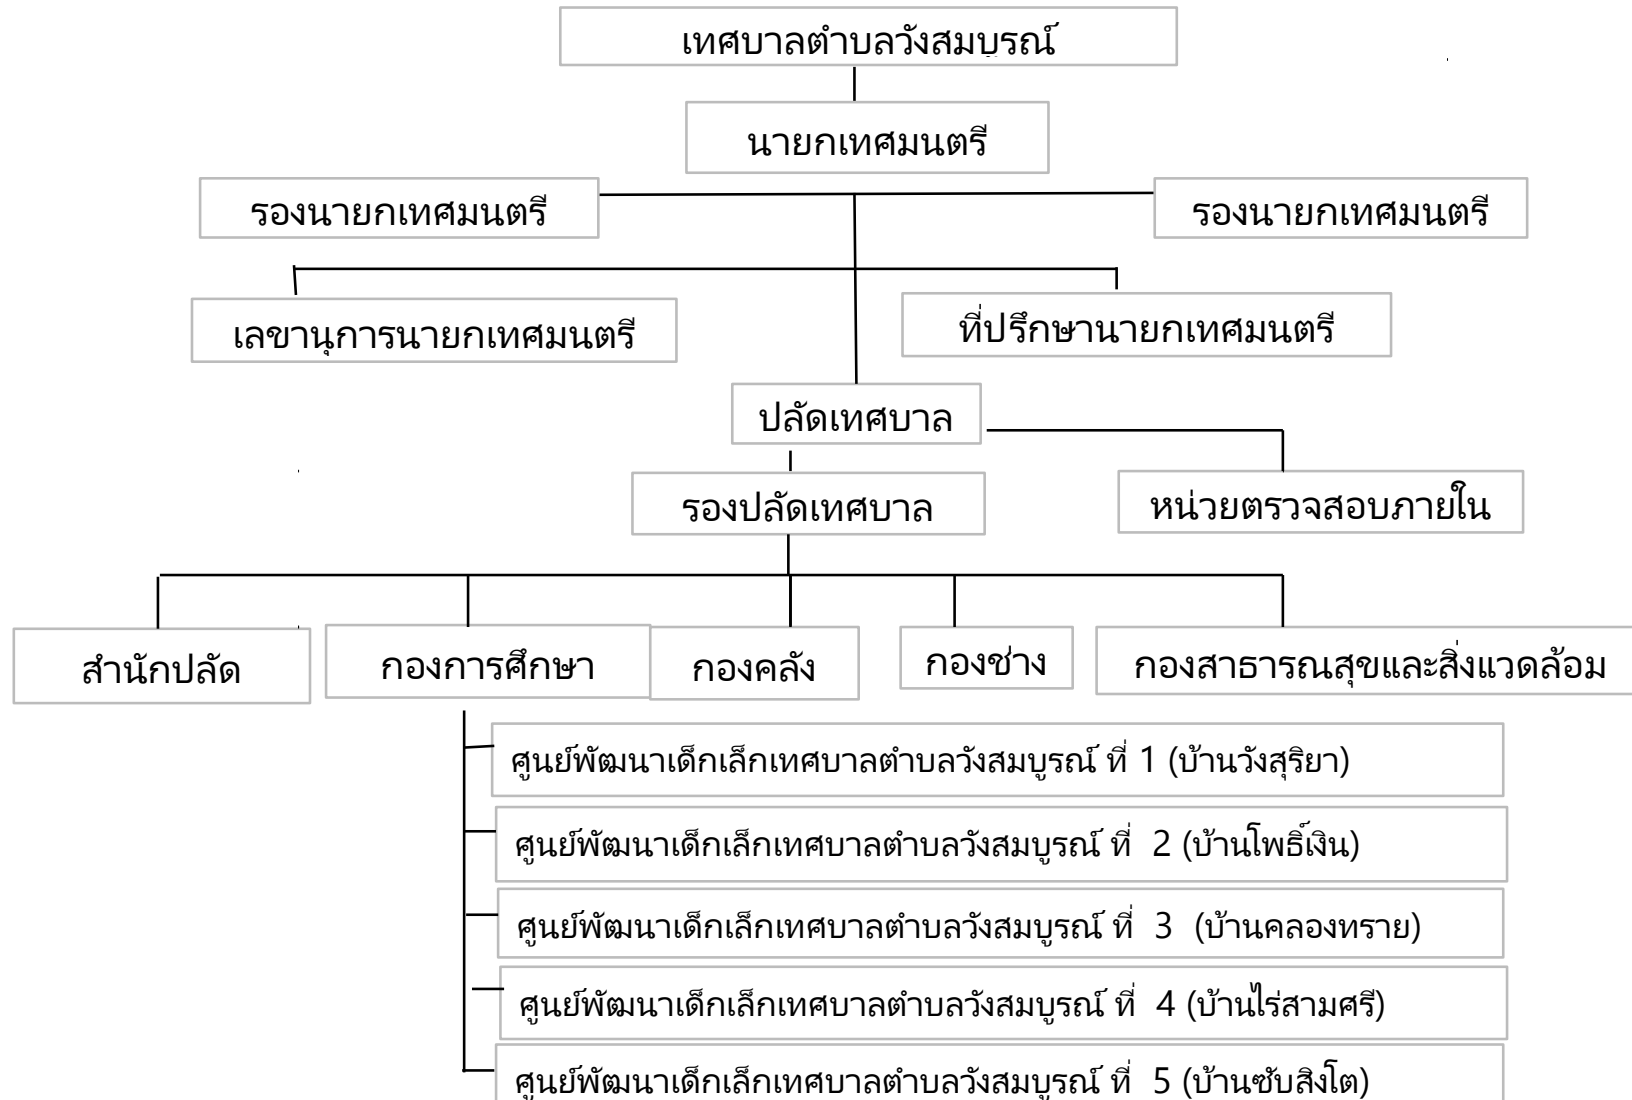 เทศบาลตำบลวังสมบูรณ์
นายกเทศมนตรี
รองนายกเทศมนตรี
รองนายกเทศมนตรี
เลขานุการนายกเทศมนตรี
ที่ปรึกษานายกเทศมนตรี
ปลัดเทศบาล
รองปลัดเทศบาล
หน่วยตรวจสอบภายใน
สำนักปลัด
กองการศึกษา
กองคลัง
กองช่าง
กองสาธารณสุขและสิ่งแวดล้อม
ศูนย์พัฒนาเด็กเล็กเทศบาลตำบลวังสมบูรณ์ ที่ 1 (บ้านวังสุริยา)
ศูนย์พัฒนาเด็กเล็กเทศบาลตำบลวังสมบูรณ์ ที่ 2 (บ้านโพธิ์เงิน)
ศูนย์พัฒนาเด็กเล็กเทศบาลตำบลวังสมบูรณ์ ที่ 3 (บ้านคลองทราย)
ศูนย์พัฒนาเด็กเล็กเทศบาลตำบลวังสมบูรณ์ ที่ 4 (บ้านไร่สามศรี)
ศูนย์พัฒนาเด็กเล็กเทศบาลตำบลวังสมบูรณ์ ที่ 5 (บ้านซับสิงโต)